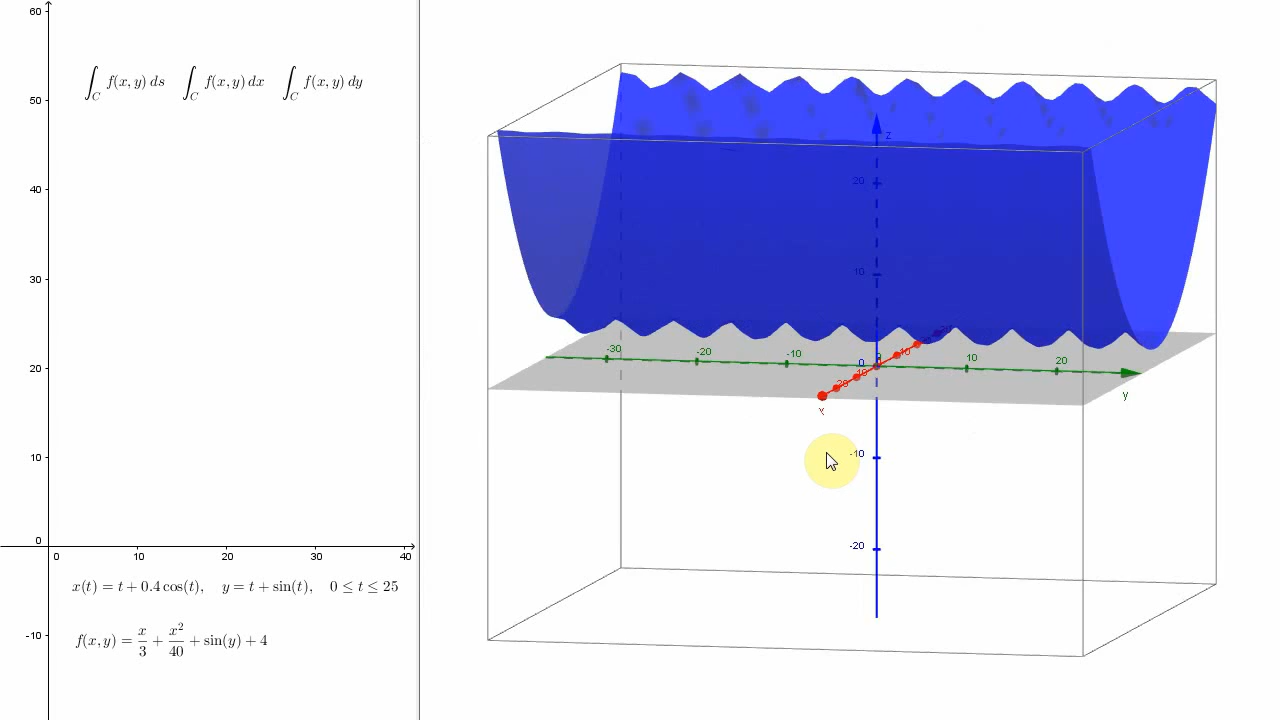 60
∫_C f(x, y) ds ∫_C f(x, y) dx ∫_C f(x, y) dy
50
40
30
20
10
0
0 10 20 30 40
-10
x(t) = t + 0.4 cos(t), y = t + sin(t), 0 ≤ t ≤ 25
f(x, y) = x/3 + x²/40 + sin(y) + 4
z
20
10
0
-30 -20 -10 0 10 20
y
x
-10
-20